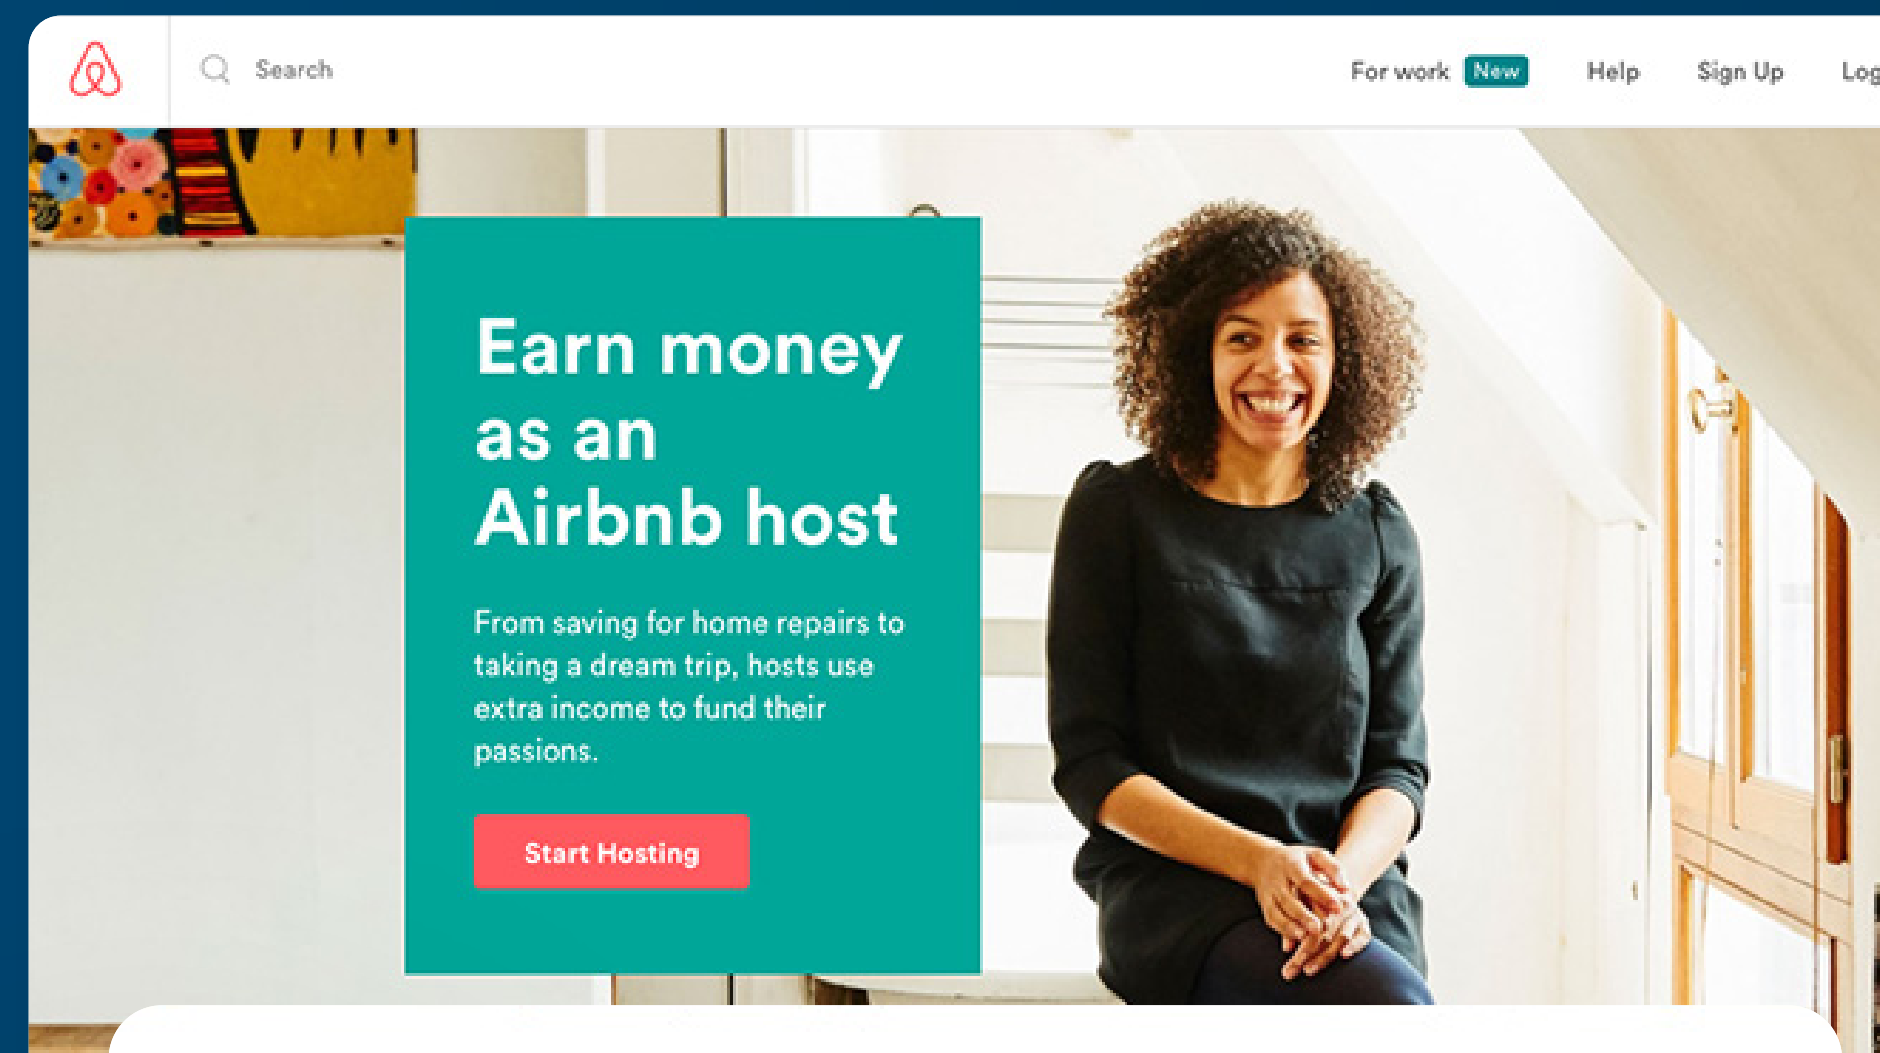 Search
For work New Help Sign Up
Earn money
as an
Airbnb host
From saving for home repairs to
taking a dream trip, hosts use
extra income to fund their
passions.
Start Hosting